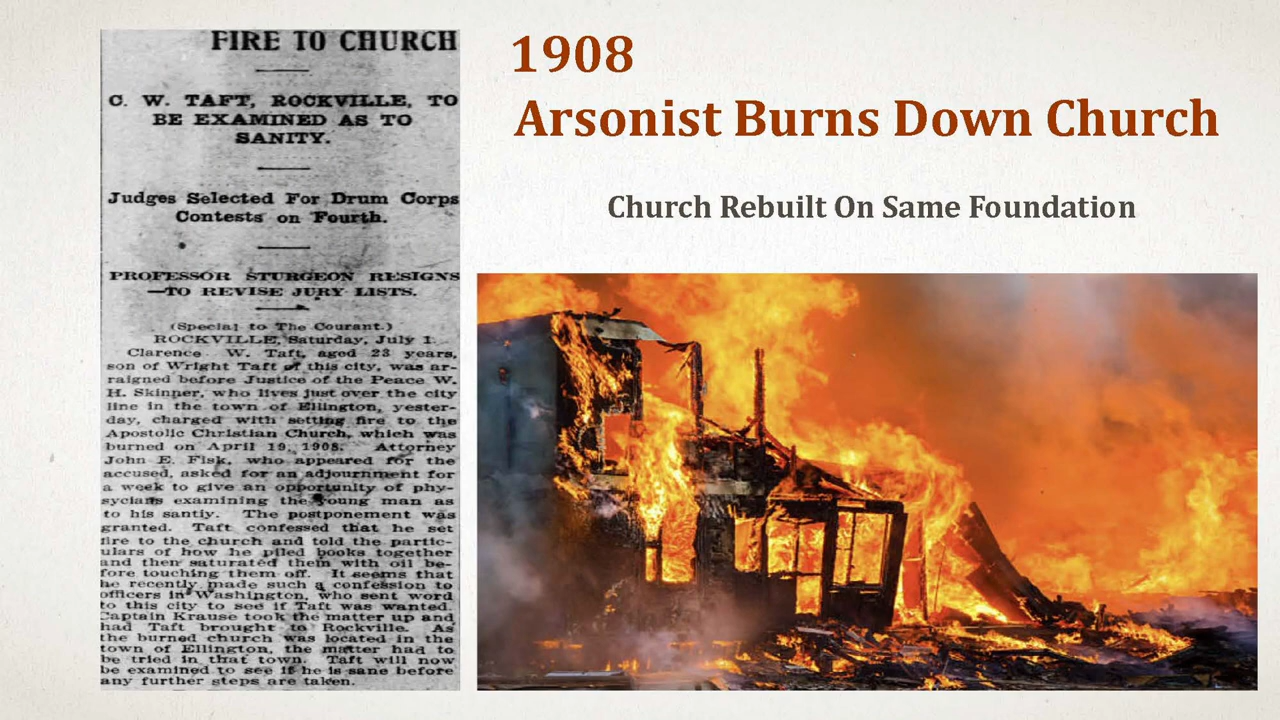 FIRE TO CHURCH
C. W. TAFT, ROCKVILLE, TO
BE EXAMINED AS TO
SANITY.
Judges Selected For Drum Corps
Contests on Fourth.
PROFESSOR STURGEON RESIGNS
—TO REVISE JURY LISTS.
(Special to The Courant.)
ROCKVILLE, Saturday, July 1.
Clarence W. Taft, aged 23 years,
son of Wright Taft of this city, was ar-
raigned before Justice of the Peace W.
H. Skinner, who lives just over the city
line in the town of Ellington, yester-
day, charged with setting fire to the
Apostolic Christian Church, which was
burned on April 19, 1908. Attorney
John E. Fisk, who appeared for the
accused, asked for an adjournment for
a week to give an opportunity of phy-
sycians examining the young man as
to his santiy. The postponement was
granted. Taft confessed that he set
fire to the church and told the partic-
ulars of how he piled books together
and then saturated them with oil be-
fore touching them off. It seems that
he recently made such a confession to
officers in Washington, who sent word
to this city to see if Taft was wanted.
Captain Krause took the matter up and
had Taft brought to Rockville. As
the burned church was located in the
town of Ellington, the matter had to
be tried in that town. Taft will now
be examined to see if he is sane before
any further steps are taken.
1908
Arsonist Burns Down Church
Church Rebuilt On Same Foundation